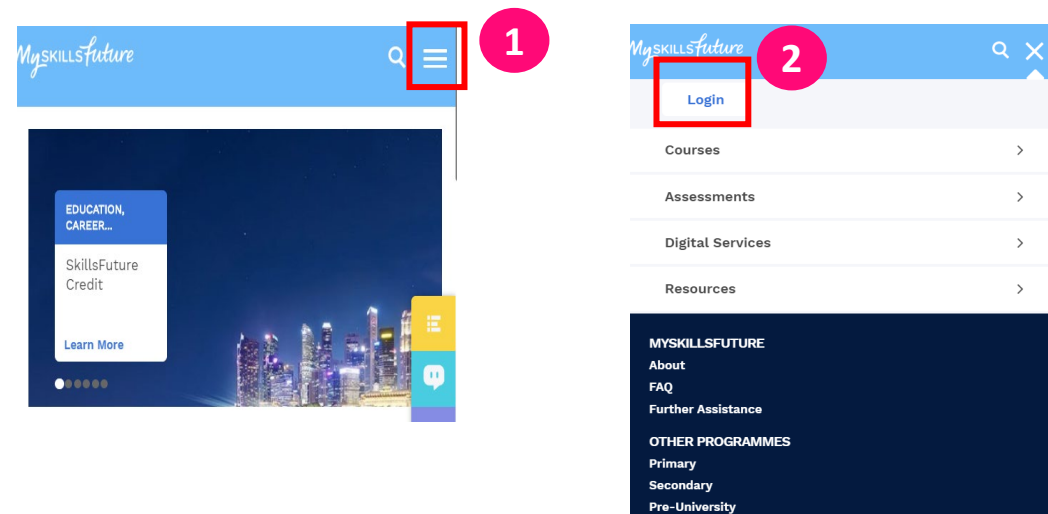 MySKILLSfuture
1
EDUCATION,
CAREER...
SkillsFuture
Credit
Learn More
MySKILLSfuture
2
Login
Courses
Assessments
Digital Services
Resources
MYSKILLSFUTURE
About
FAQ
Further Assistance
OTHER PROGRAMMES
Primary
Secondary
Pre-University